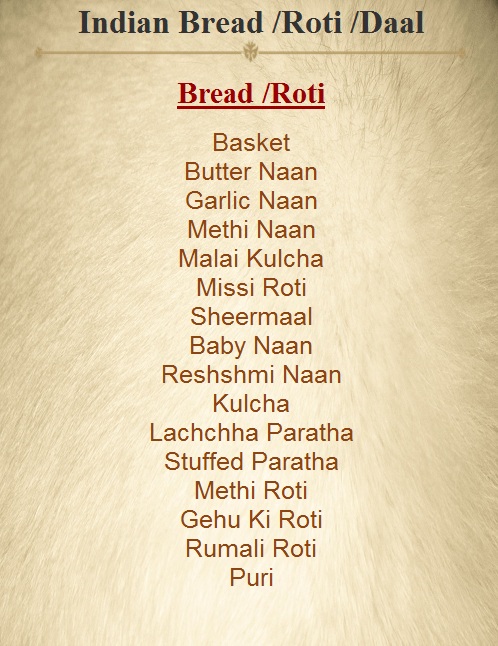 Indian Bread /Roti /Daal
Bread /Roti
Basket
Butter Naan
Garlic Naan
Methi Naan
Malai Kulcha
Missi Roti
Sheermaal
Baby Naan
Reshshmi Naan
Kulcha
Lachchha Paratha
Stuffed Paratha
Methi Roti
Gehu Ki Roti
Rumali Roti
Puri